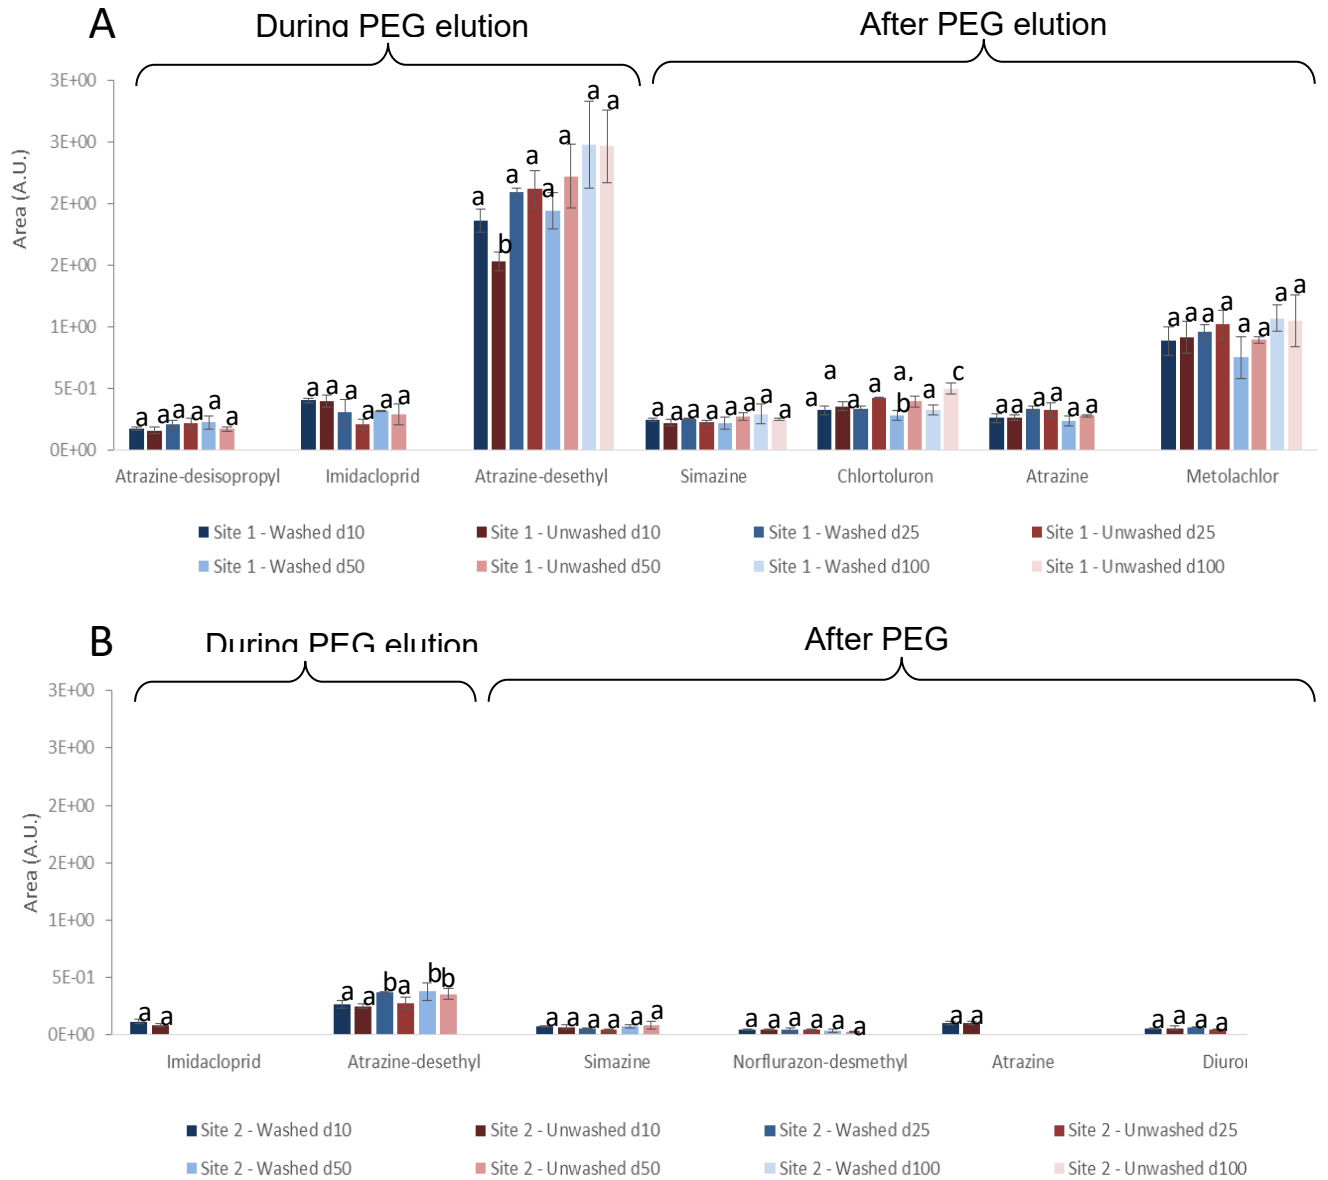 A
During PEG elution
After PEG elution
Area (A.U.)
3E+00
3E+00
2E+00
2E+00
1E+00
5E-01
0E+00
a a a a a a
a a a a a a
a b a a a a a a
a a a a a a a a
a a a a a, b a a c
a a a a a a
a a a a a a a a
Atrazine-desisopropyl Imidacloprid Atrazine-desethyl Simazine Chlortoluron Atrazine Metolachlor
Site 1 - Washed d10 Site 1 - Unwashed d10 Site 1 - Washed d25 Site 1 - Unwashed d25
Site 1 - Washed d50 Site 1 - Unwashed d50 Site 1 - Washed d100 Site 1 - Unwashed d100
B
During PEG elution
After PEG
Area (A.U.)
3E+00
3E+00
2E+00
2E+00
1E+00
5E-01
0E+00
a a
a a b a b b
a a a a a a
a a a a a a
a a
a a a a
Imidacloprid Atrazine-desethyl Simazine Norflurazon-desmethyl Atrazine Diuron
Site 2 - Washed d10 Site 2 - Unwashed d10 Site 2 - Washed d25 Site 2 - Unwashed d25
Site 2 - Washed d50 Site 2 - Unwashed d50 Site 2 - Washed d100 Site 2 - Unwashed d100